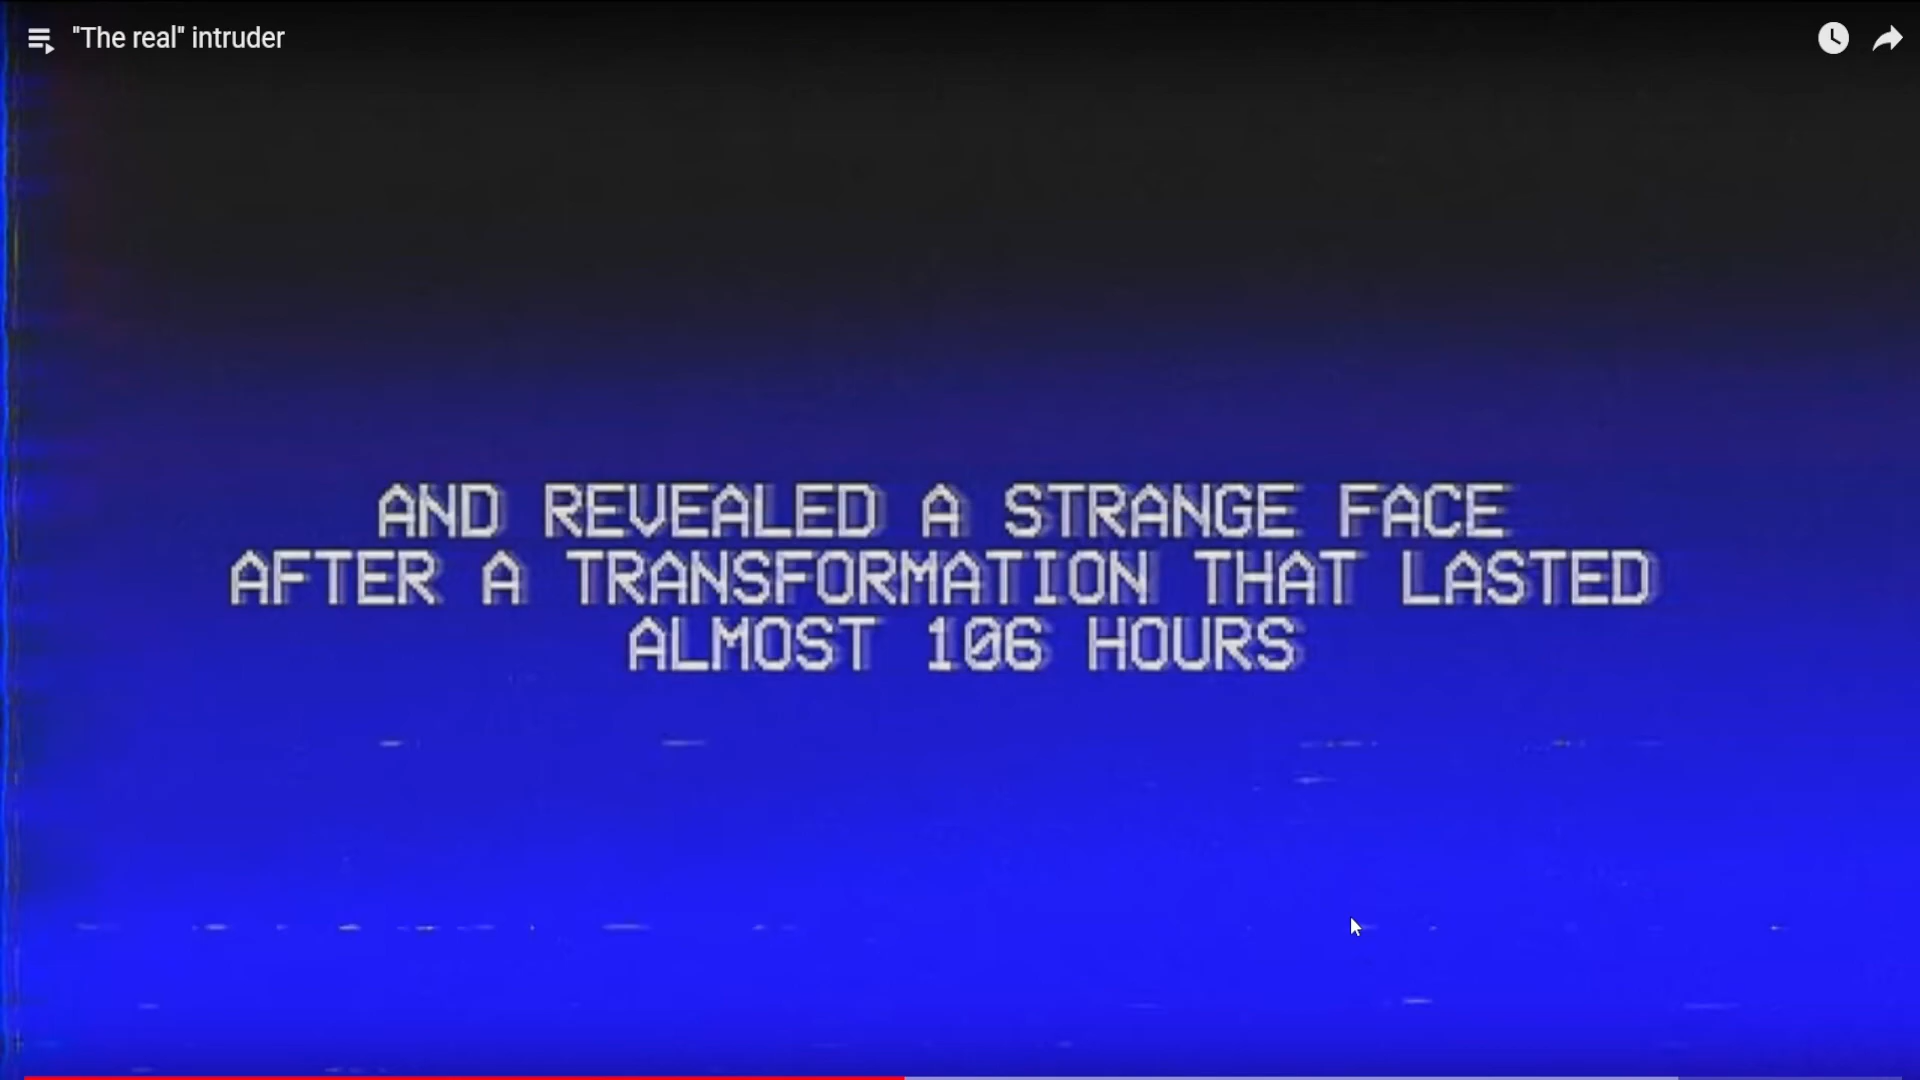 "The real" intruder
AND REVEALED A STRANGE FACE
AFTER A TRANSFORMATION THAT LASTED
ALMOST 106 HOURS